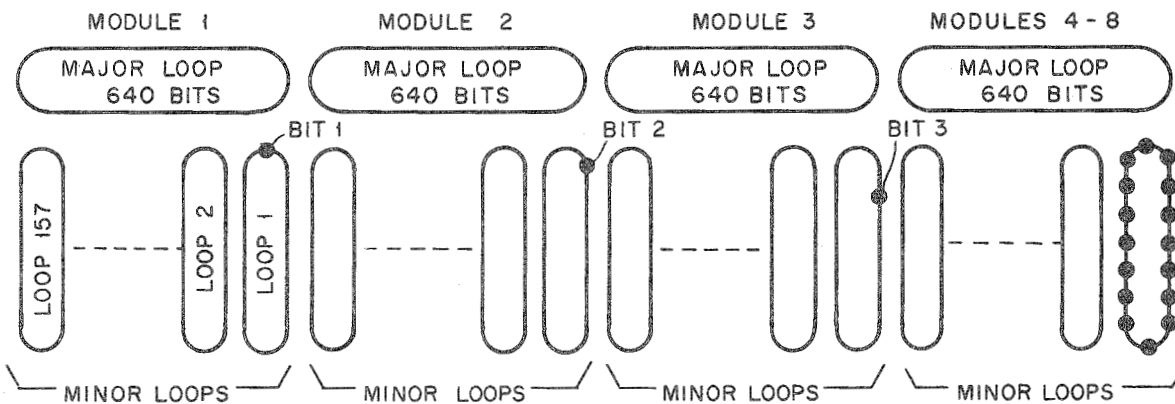 MODULE 1
MODULE 2
MODULE 3
MODULES 4-8
MAJOR LOOP
640 BITS
MAJOR LOOP
640 BITS
MAJOR LOOP
640 BITS
MAJOR LOOP
640 BITS
BIT 1
BIT 2
BIT 3
LOOP 157
LOOP 2
LOOP 1
MINOR LOOPS
MINOR LOOPS
MINOR LOOPS
MINOR LOOPS